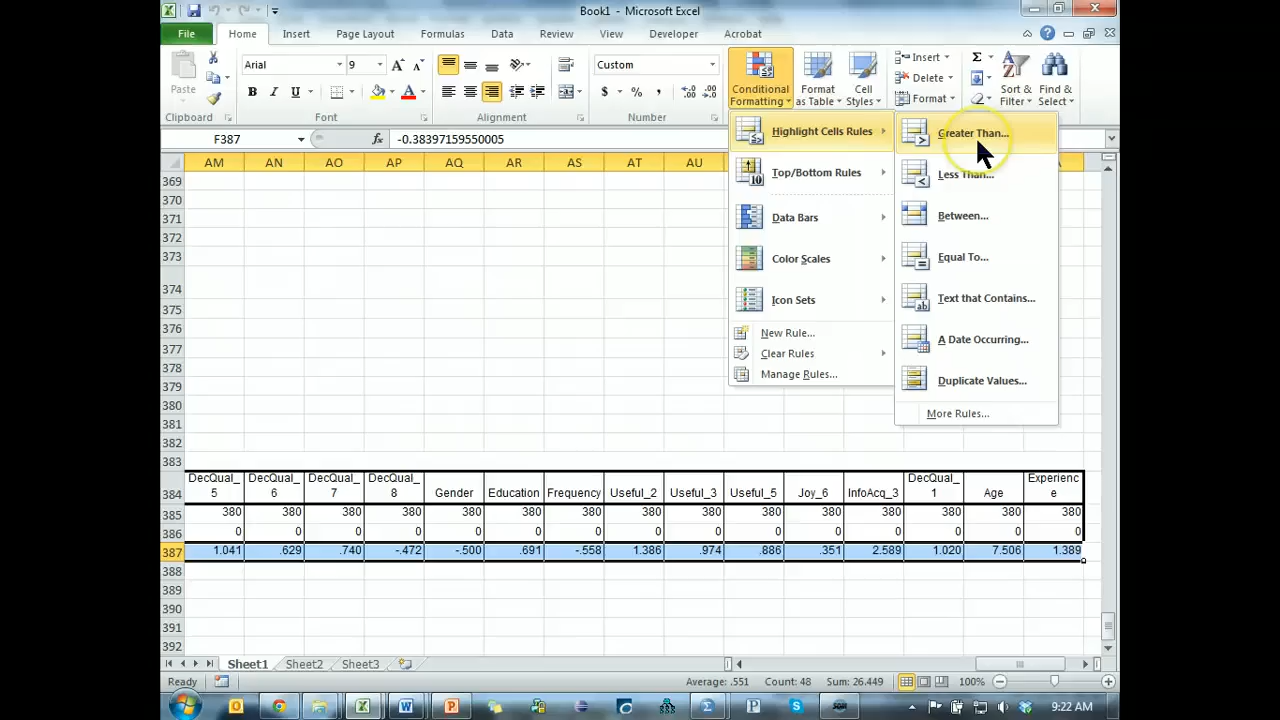 Book1 - Microsoft Excel
File Home Insert Page Layout Formulas Data Review View Developer Acrobat
Arial 9 Custom Insert Σ
Paste Delete
B I U $ % , Format
Conditional Formatting Format as Table Cell Styles Sort & Filter Find & Select
Clipboard Font Alignment Number
F387 fx -0.38397159550005
Highlight Cells Rules
Top/Bottom Rules
Data Bars
Color Scales
Icon Sets
New Rule...
Clear Rules
Manage Rules...
Greater Than...
Less Than...
Between...
Equal To...
Text that Contains...
A Date Occurring...
Duplicate Values...
More Rules...
AM AN AO AP AQ AR AS AT AU
369
370
371
372
373
374
375
376
377
378
379
380
381
382
383
384 DecQual_5 DecQual_6 DecQual_7 DecQual_8 Gender Education Frequency Useful_2 Useful_3 Useful_5 Joy_6 InfoAcq_3 DecQual_1 Age Experience
385 380 380 380 380 380 380 380 380 380 380 380 380 380 380 380
386 0 0 0 0 0 0 0 0 0 0 0 0 0 0 0
387 1.041 .629 .740 -.472 -.500 .691 -.558 1.386 .974 .886 .351 2.589 1.020 7.506 1.389
388
389
390
391
392
Sheet1 Sheet2 Sheet3
Ready Average: .551 Count: 48 Sum: 26.449 100%
9:22 AM